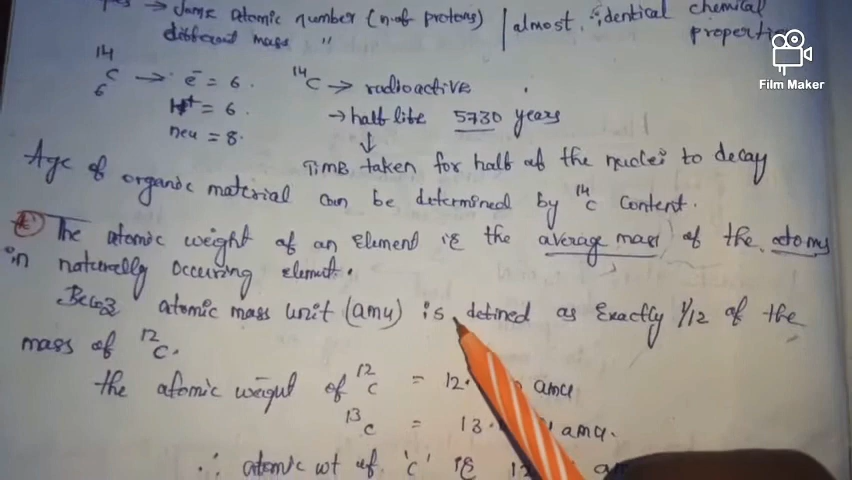 → Same atomic number (n.of protons) | almost identical chemical
different mass " properti
14
6 C → e⁻ = 6. ¹⁴C → radioactive
H⁺ = 6 → half life 5730 years
neu = 8. ↓
Age of organic material can be determined by ¹⁴C content.
Time taken for half of the nuclei to decay
The atomic weight of an Element is the average mass of the atoms
in naturally occuring element.
atomic mass unit (amu) is defined as Exactly 1/12 of the
mass of ¹²C.
the atomic weight of ¹²C = 12. amu
¹³C = 13. amu.
∴ atomic wt of 'C' is 12 am
Film Maker